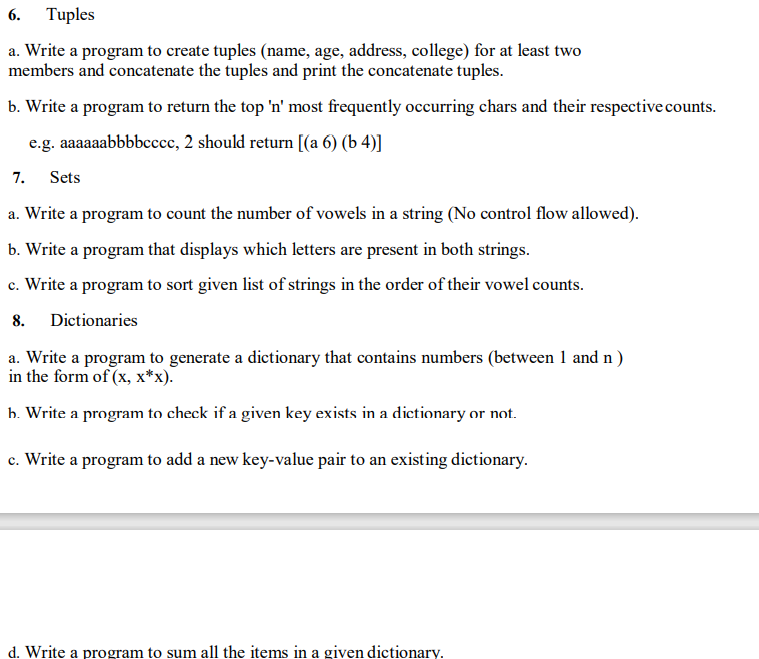 6. Tuples
a. Write a program to create tuples (name, age, address, college) for at least two
members and concatenate the tuples and print the concatenate tuples.
b. Write a program to return the top 'n' most frequently occurring chars and their respective counts.
e.g. aaaaaabbbbcccc, 2 should return [(a 6) (b 4)]
7. Sets
a. Write a program to count the number of vowels in a string (No control flow allowed).
b. Write a program that displays which letters are present in both strings.
c. Write a program to sort given list of strings in the order of their vowel counts.
8. Dictionaries
a. Write a program to generate a dictionary that contains numbers (between 1 and n )
in the form of (x, x*x).
b. Write a program to check if a given key exists in a dictionary or not.
c. Write a program to add a new key-value pair to an existing dictionary.
d. Write a program to sum all the items in a given dictionary.